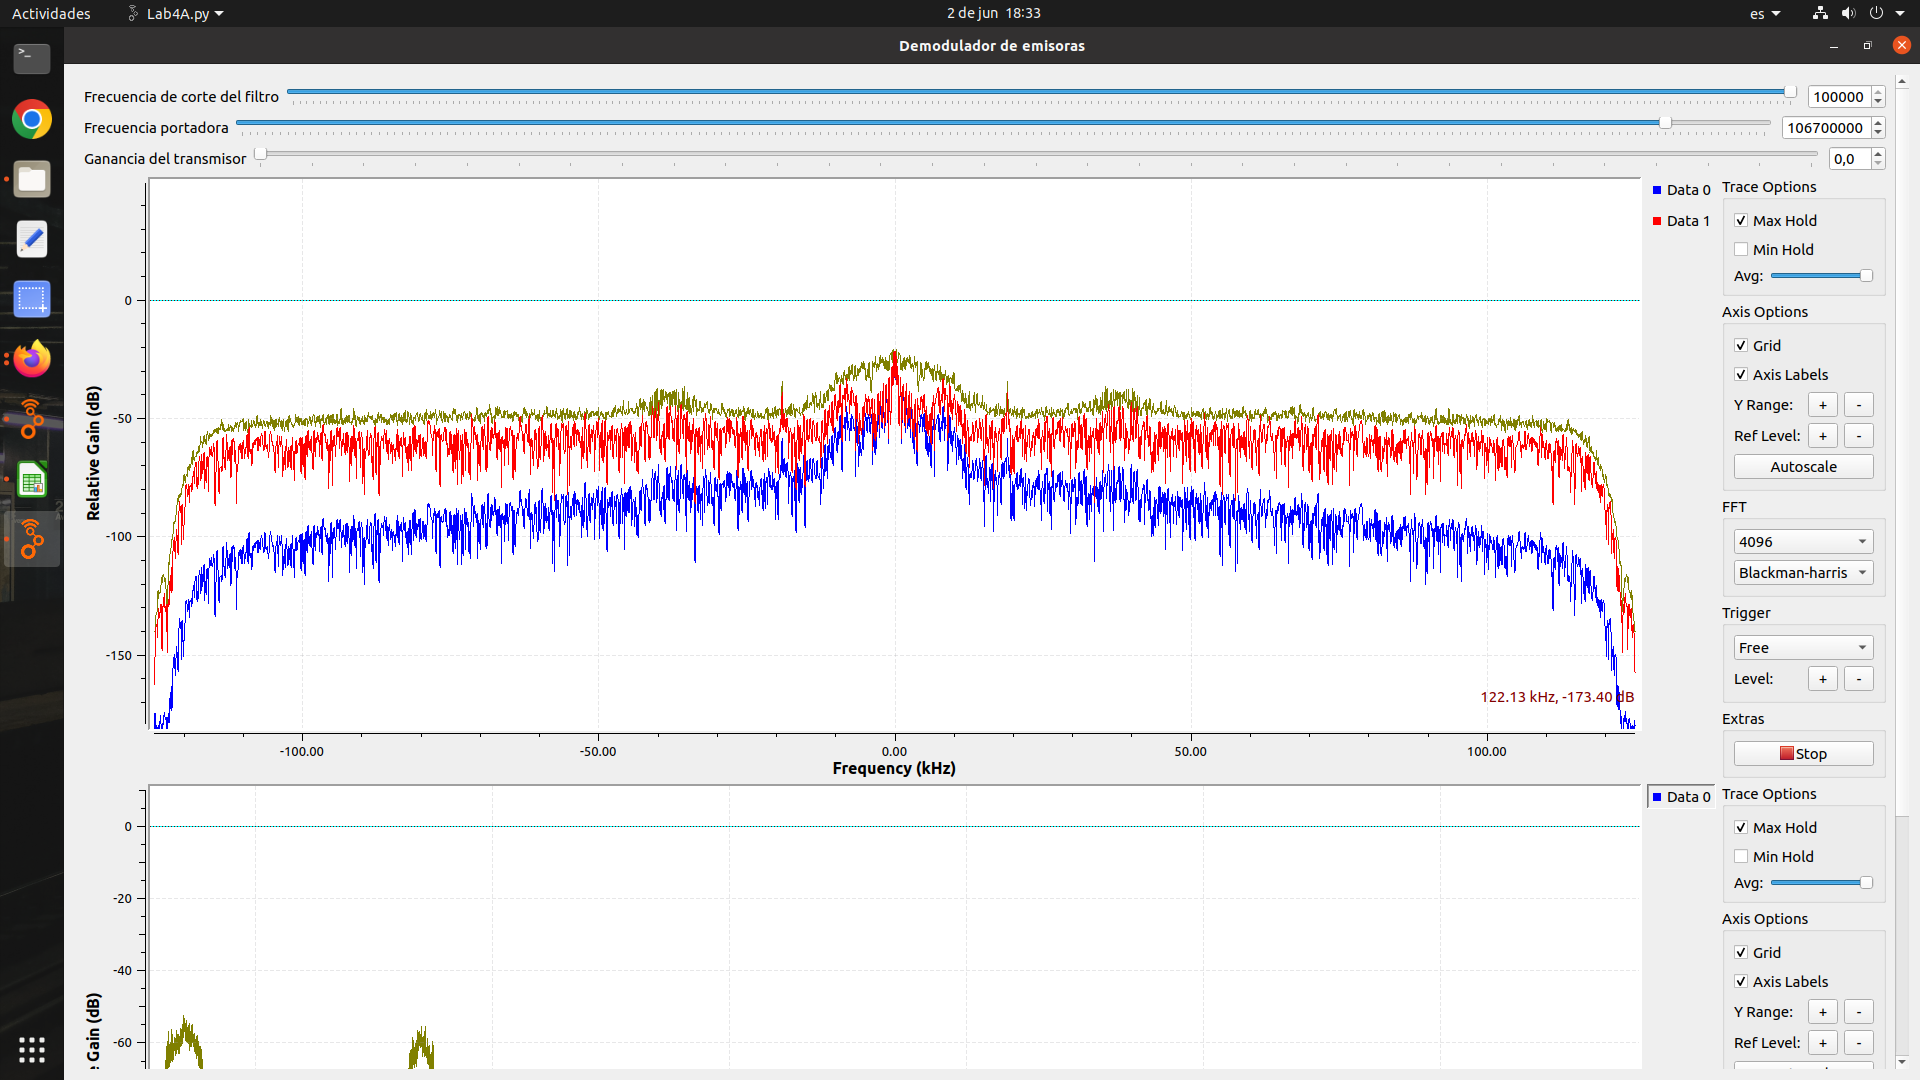 Actividades Lab4A.py 2 de jun 18:33 es
Demodulador de emisoras
Frecuencia de corte del filtro 100000
Frecuencia portadora 106700000
Ganancia del transmisor 0,0
Data 0
Data 1
Trace Options
Max Hold
Min Hold
Avg:
Axis Options
Grid
Axis Labels
Y Range: + -
Ref Level: + -
Autoscale
FFT
4096
Blackman-harris
Trigger
Free
Level: + -
Extras
Stop
Relative Gain (dB)
0
-50
-100
-150
122.13 kHz, -173.40 dB
-100.00 -50.00 0.00 50.00 100.00
Frequency (kHz)
Data 0
Trace Options
Max Hold
Min Hold
Avg:
Axis Options
Grid
Axis Labels
Y Range: + -
Ref Level: + -
0
-20
-40
-60
Gain (dB)